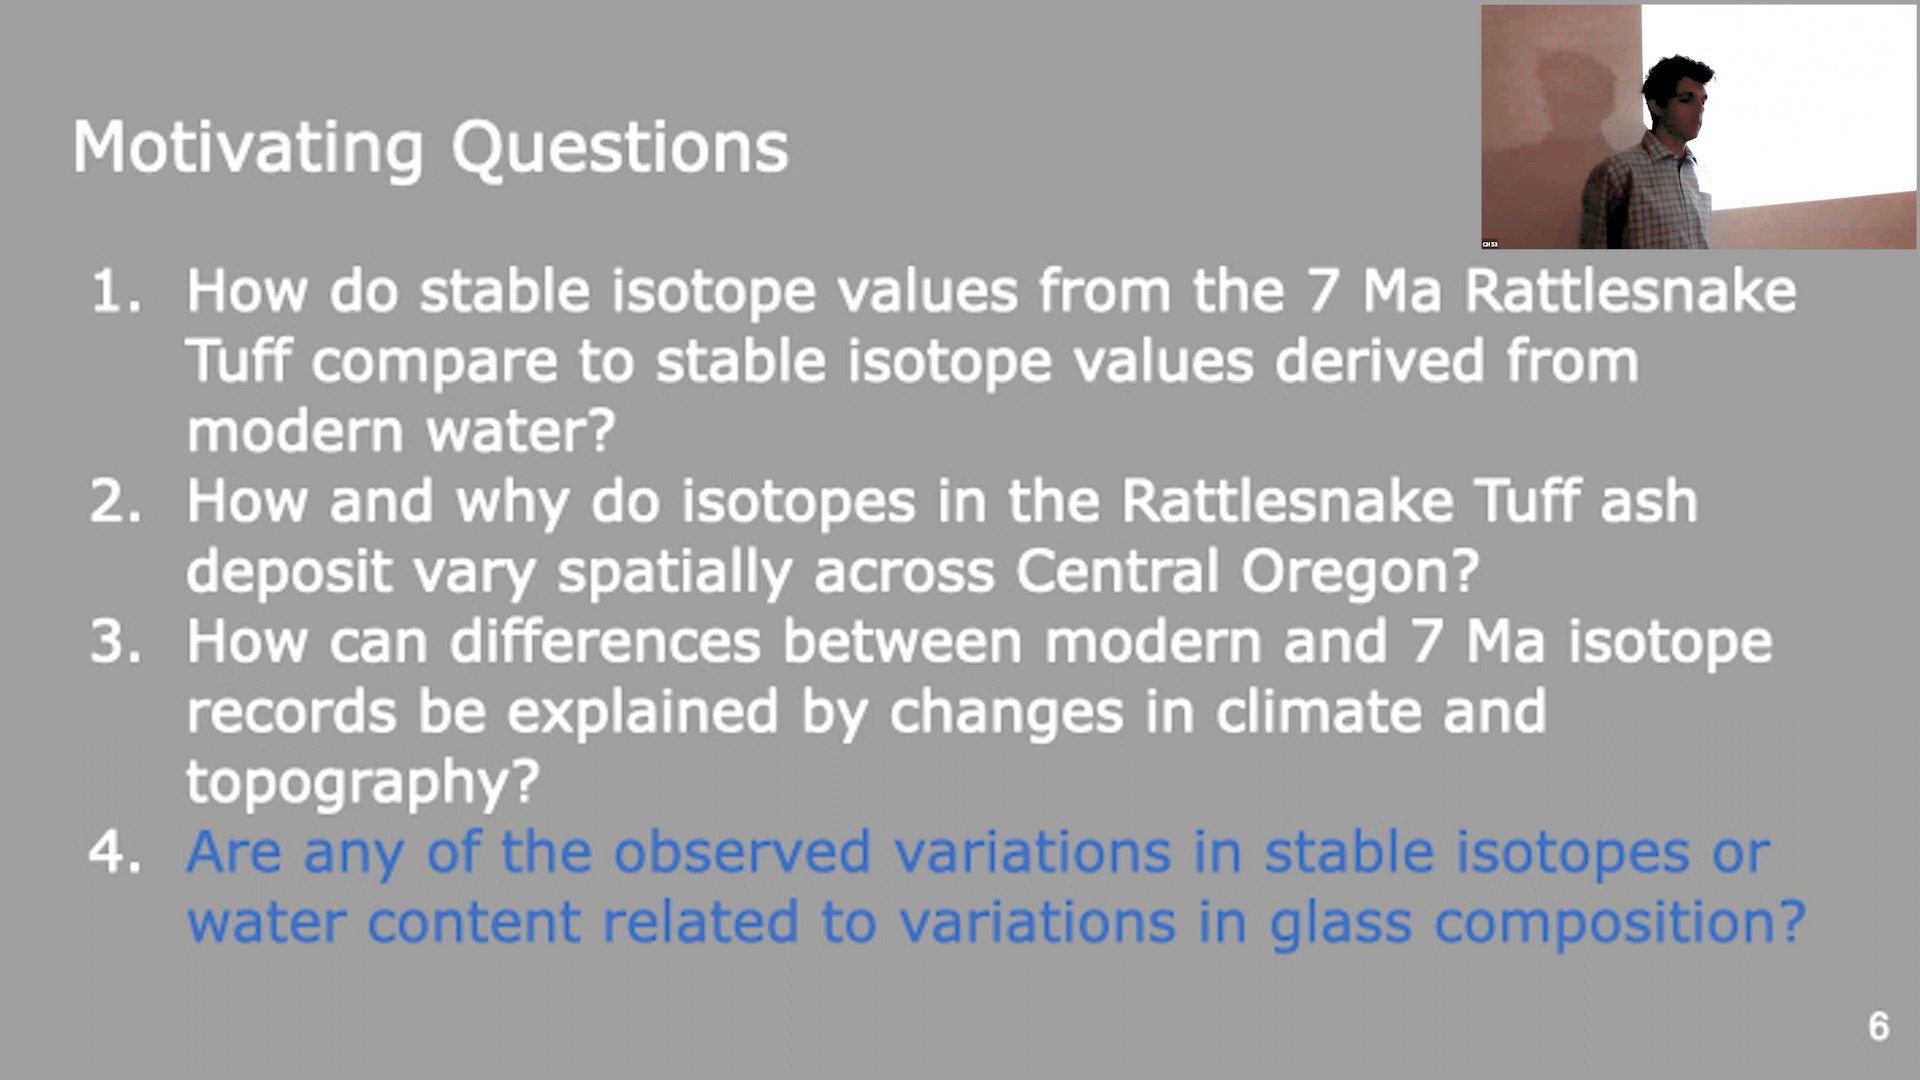 Motivating Questions
CH 53
1. How do stable isotope values from the 7 Ma Rattlesnake
Tuff compare to stable isotope values derived from
modern water?
2. How and why do isotopes in the Rattlesnake Tuff ash
deposit vary spatially across Central Oregon?
3. How can differences between modern and 7 Ma isotope
records be explained by changes in climate and
topography?
4. Are any of the observed variations in stable isotopes or
water content related to variations in glass composition?
6